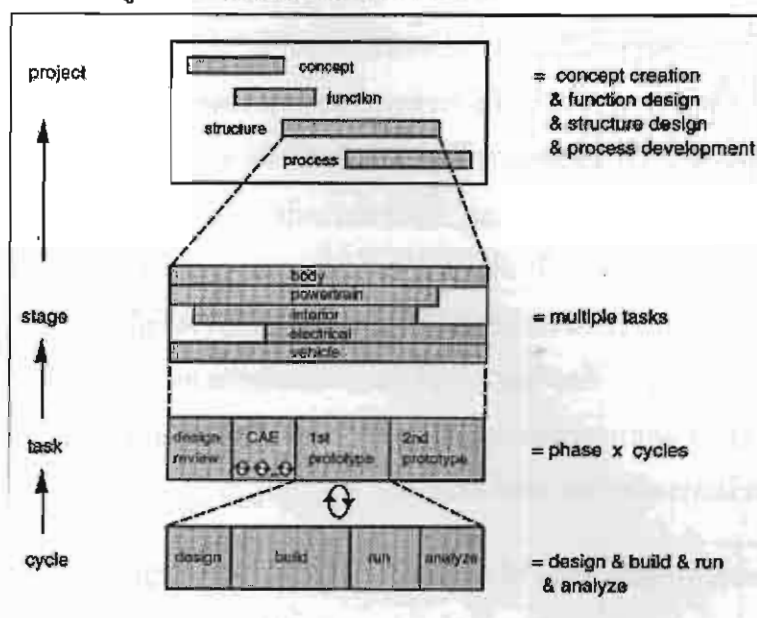 project
concept
function
structure
process
= concept creation
& function design
& structure design
& process development
stage
body
powertrain
interior
electrical
vehicle
= multiple tasks
task
design
review
CAE
1st
prototype
2nd
prototype
= phase x cycles
cycle
design
build
run
analyze
= design & build & run
& analyze